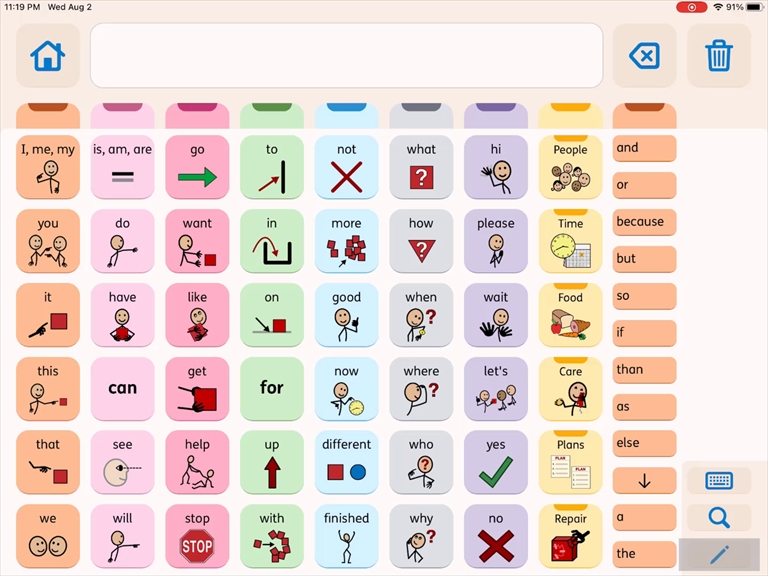 11:19 PM Wed Aug 2
91%
I, me, my is, am, are go to not what hi People and
or
you do want in more how please Time because
but
it have like on good when wait Food so
if
this can get for now where let's Care than
as
that see help up different who yes Plans else
PLAN
PLAN
we will stop with finished why no Repair a
STOP
the